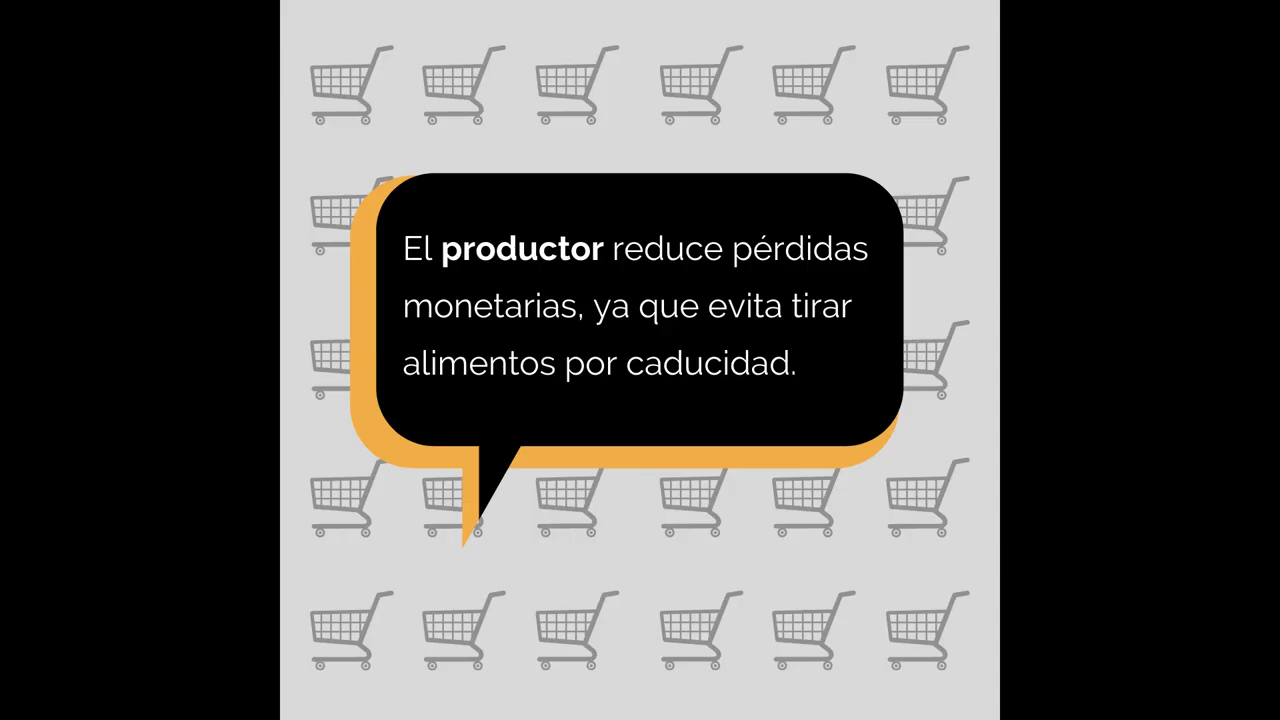 El productor reduce pérdidas
monetarias, ya que evita tirar
alimentos por caducidad.